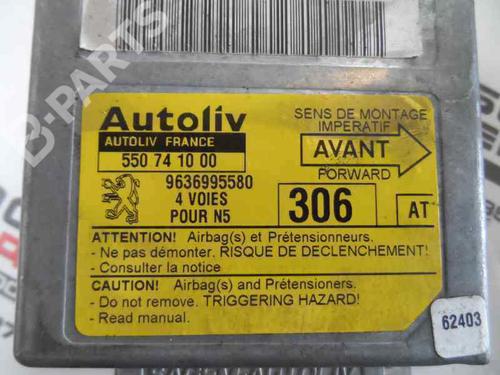 Autoliv
AUTOLIV FRANCE
550 74 10 00
9636995580
4 VOIES
POUR N5
SENS DE MONTAGE
IMPERATIF
AVANT
FORWARD
306
AT
ATTENTION! Airbag(s) et Prétensionneurs.
- Ne pas démonter. RISQUE DE DECLENCHEMENT!
- Consulter la notice
CAUTION! Airbag(s) and Prétensioners.
- Do not remove. TRIGGERING HAZARD!
- Read manual.
62403
B-PARTS